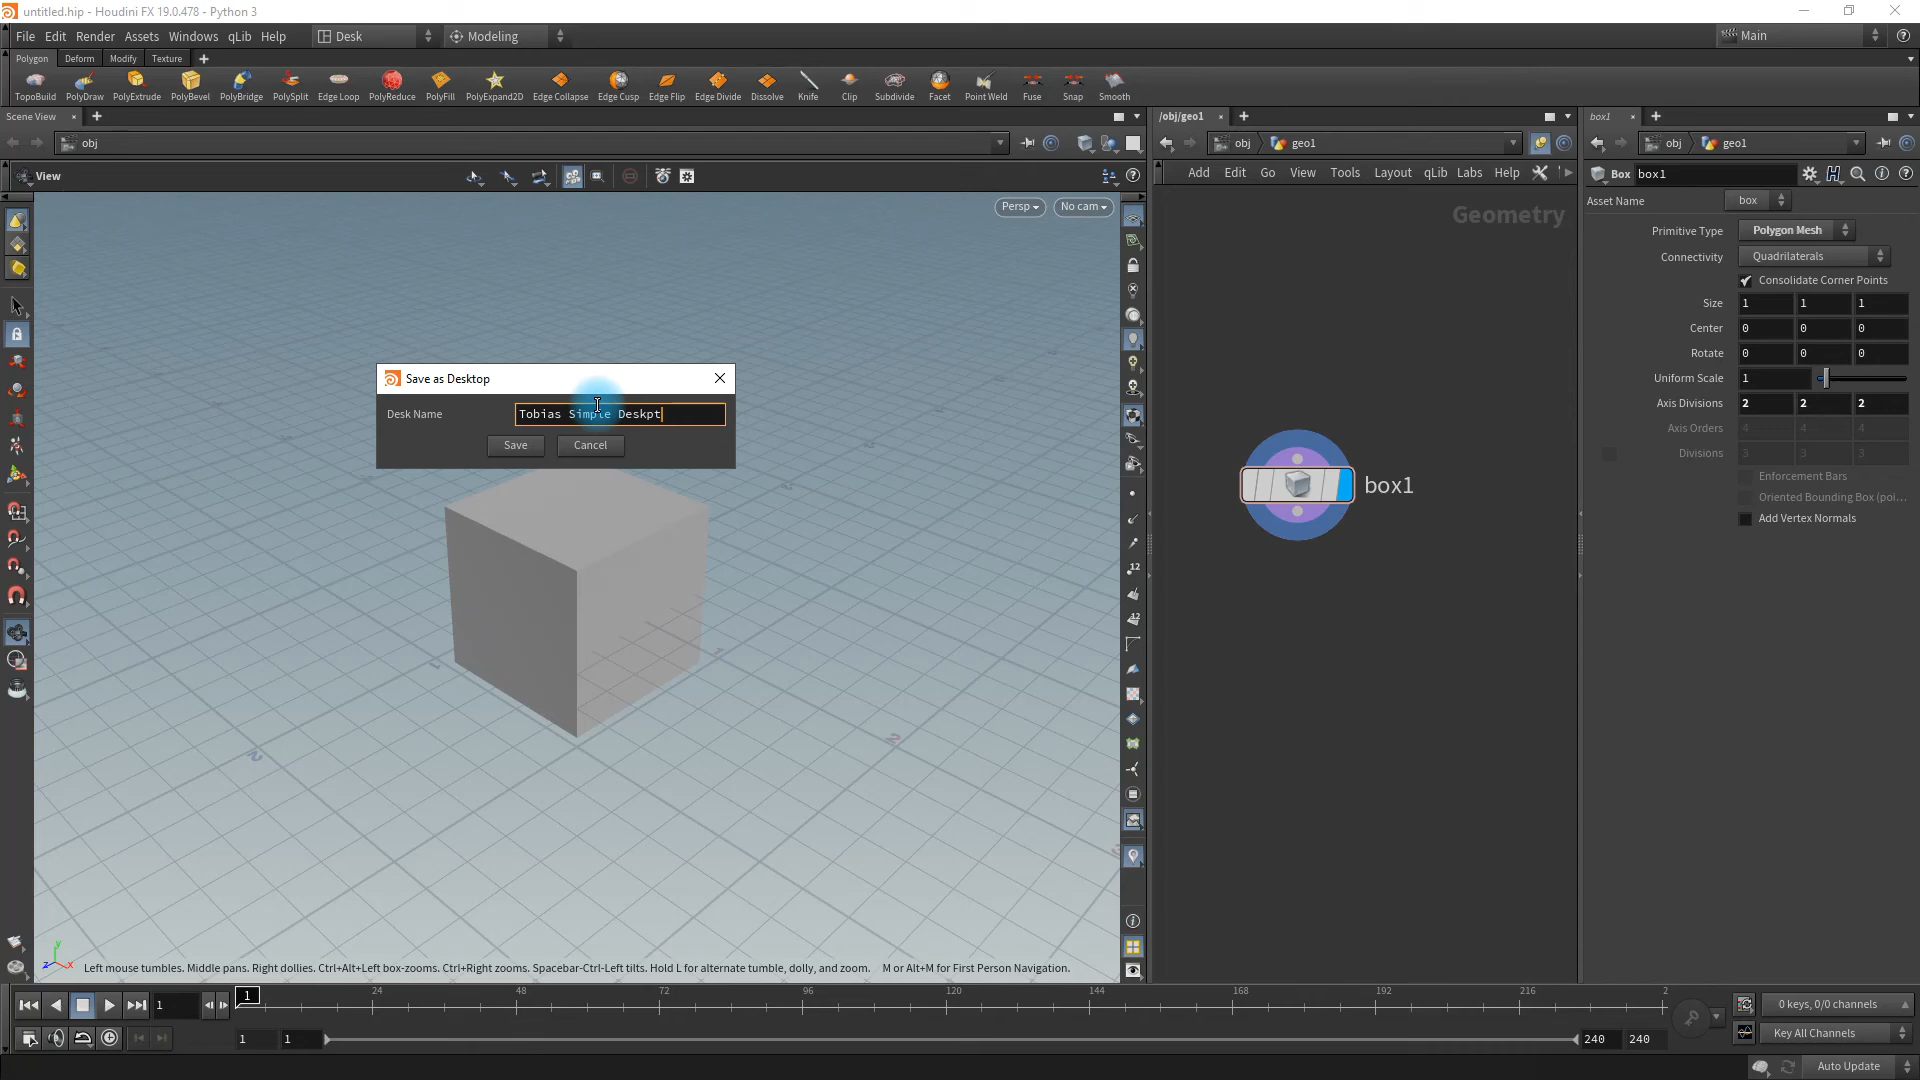 untitled.hip - Houdini FX 19.0.478 - Python 3
File Edit Render Assets Windows qLib Help Desk Modeling Main
Polygon Deform Modify Texture
TopoBuild PolyDraw PolyExtrude PolyBevel PolyBridge PolySplit Edge Loop PolyReduce PolyFill PolyExpand2D Edge Collapse Edge Cusp Edge Flip Edge Divide Dissolve Knife Clip Subdivide Facet Point Weld Fuse Snap Smooth
Scene View
obj
View
Persp No cam
Save as Desktop
Desk Name Tobias Simple Deskpt
Save Cancel
Left mouse tumbles. Middle pans. Right dollies. Ctrl+Alt+Left box-zooms. Ctrl+Right zooms. Spacebar-Ctrl-Left tilts. Hold L for alternate tumble, dolly, and zoom. M or Alt+M for First Person Navigation.
/obj/geo1
obj geo1
Add Edit Go View Tools Layout qLib Labs Help
Geometry
box1
box1
obj geo1
Box box1
Asset Name box
Primitive Type Polygon Mesh
Connectivity Quadrilaterals
Consolidate Corner Points
Size 1 1 1
Center 0 0 0
Rotate 0 0 0
Uniform Scale 1
Axis Divisions 2 2 2
Axis Orders 4 4 4
Divisions 3 3 3
Enforcement Bars
Oriented Bounding Box (poi...
Add Vertex Normals
1 1 24 48 72 96 120 144 168 192 216 2
0 keys, 0/0 channels
1 1 240 240
Key All Channels
Auto Update